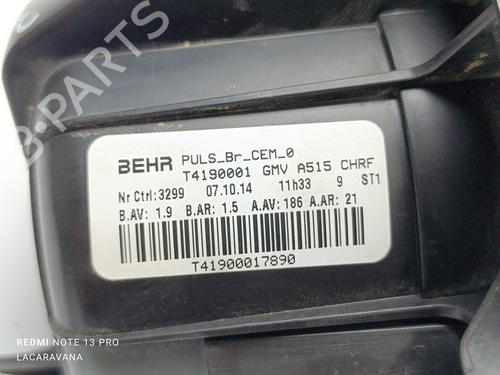 BEHR PULS_Br_CEM_0
T4190001 GMV A515 CHRF
Nr Ctrl:3299 07.10.14 11h33 9 ST1
B.AV: 1.9 B.AR: 1.5 A.AV: 186 A.AR: 21
T41900017890
B-PARTS
REDMI NOTE 13 PRO
LACARAVANA